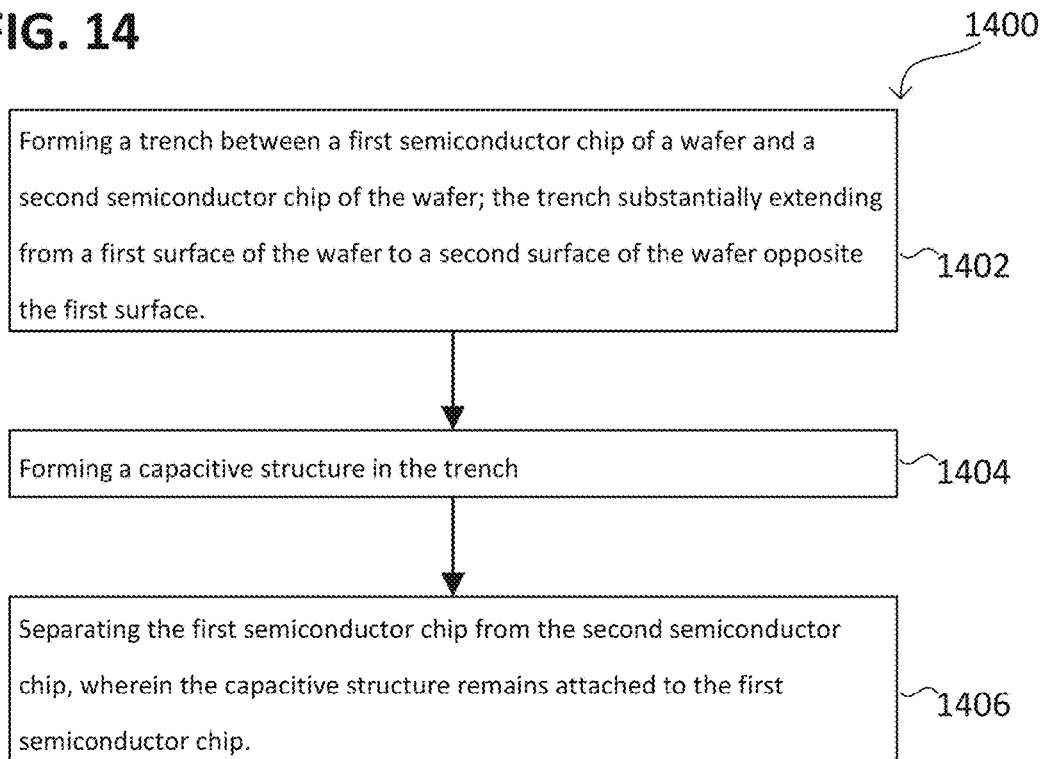 FIG. 14
1400
Forming a trench between a first semiconductor chip of a wafer and a
second semiconductor chip of the wafer; the trench substantially extending
from a first surface of the wafer to a second surface of the wafer opposite
the first surface.
1402
Forming a capacitive structure in the trench
1404
Separating the first semiconductor chip from the second semiconductor
chip, wherein the capacitive structure remains attached to the first
semiconductor chip.
1406